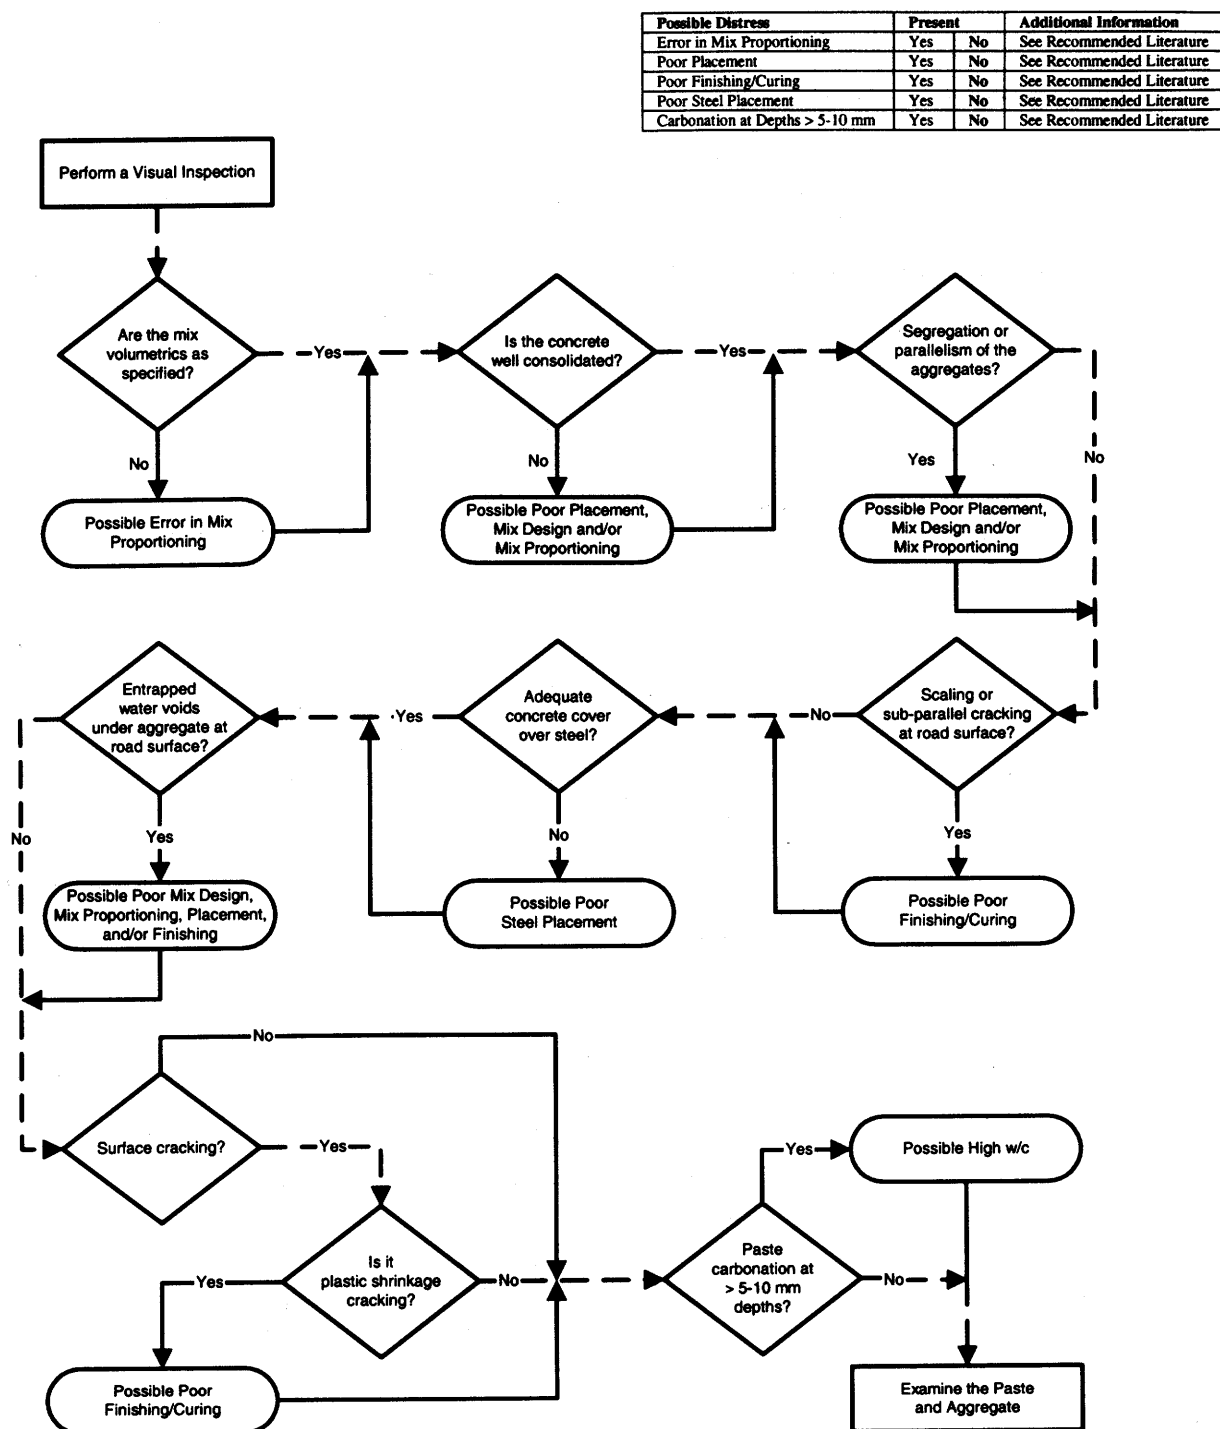 Possible Distress Present Additional Information
Error in Mix Proportioning Yes No See Recommended Literature
Poor Placement Yes No See Recommended Literature
Poor Finishing/Curing Yes No See Recommended Literature
Poor Steel Placement Yes No See Recommended Literature
Carbonation at Depths > 5-10 mm Yes No See Recommended Literature
Perform a Visual Inspection
Are the mix
volumetrics as
specified?
Yes
No
Possible Error in Mix
Proportioning
Is the concrete
well consolidated?
Yes
No
Possible Poor Placement,
Mix Design and/or
Mix Proportioning
Segregation or
parallelism of the
aggregates?
Yes
No
Possible Poor Placement,
Mix Design and/or
Mix Proportioning
Scaling or
sub-parallel cracking
at road surface?
No
Yes
Possible Poor
Finishing/Curing
Adequate
concrete cover
over steel?
Yes
No
Possible Poor
Steel Placement
Entrapped
water voids
under aggregate at
road surface?
No
Yes
Possible Poor Mix Design,
Mix Proportioning, Placement,
and/or Finishing
Surface cracking?
No
Yes
Is it
plastic shrinkage
cracking?
Yes
No
Possible Poor
Finishing/Curing
Paste
carbonation at
> 5-10 mm
depths?
Yes
No
Possible High w/c
Examine the Paste
and Aggregate